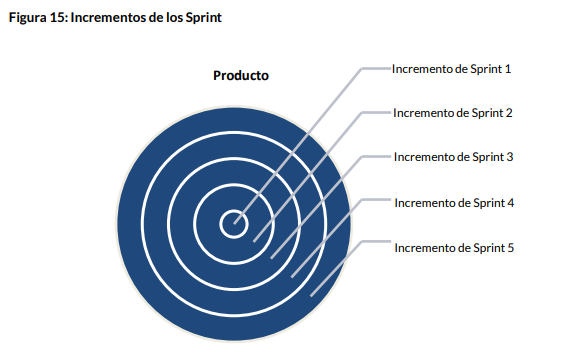 Figura 15: Incrementos de los Sprint
Producto
Incremento de Sprint 1
Incremento de Sprint 2
Incremento de Sprint 3
Incremento de Sprint 4
Incremento de Sprint 5